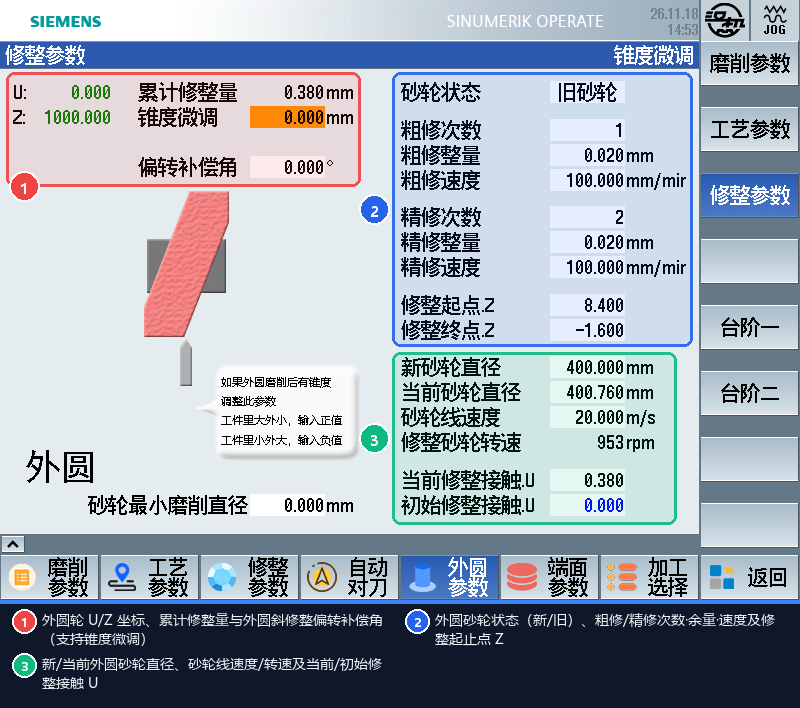 SIEMENS
SINUMERIK OPERATE
26.11.18
14:53
JOG
修整参数
锥度微调
U: 0.000 累计修整量 0.380 mm
Z: 1000.000 锥度微调 0.000 mm
偏转补偿角 0.000 °
1
如果外圆磨削后有锥度
调整此参数
工件里大外小，输入正值
工件里小外大，输入负值
外圆
砂轮最小磨削直径 0.000 mm
2
砂轮状态 旧砂轮
粗修次数 1
粗修整量 0.020 mm
粗修速度 100.000 mm/mir
精修次数 2
精修整量 0.020 mm
精修速度 100.000 mm/mir
修整起点.Z 8.400
修整终点.Z -1.600
3
新砂轮直径 400.000 mm
当前砂轮直径 400.760 mm
砂轮线速度 20.000 m/s
修整砂轮转速 953 rpm
当前修整接触.U 0.380
初始修整接触.U 0.000
磨削参数
工艺参数
修整参数
台阶一
台阶二
磨削参数
工艺参数
修整参数
自动对刀
外圆参数
端面参数
加工选择
返回
1 外圆轮 U/Z 坐标、累计修整量与外圆斜修整偏转补偿角
（支持锥度微调）
2 外圆砂轮状态（新/旧）、粗修/精修次数·余量·速度及修
整起止点 Z
3 新/当前外圆砂轮直径、砂轮线速度/转速及当前/初始修
整接触 U